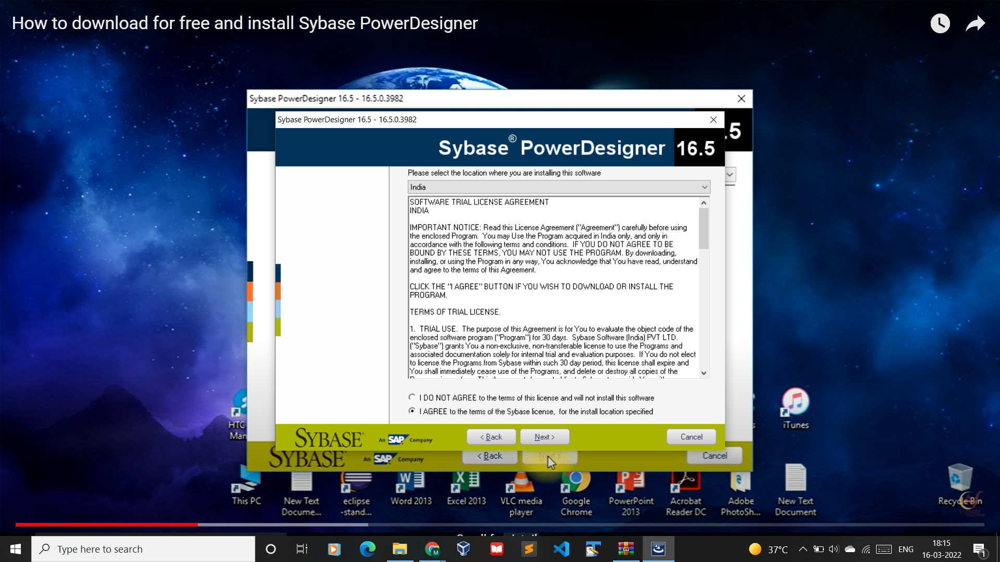 How to download for free and install Sybase PowerDesigner
Sybase PowerDesigner 16.5 - 16.5.0.3982
.5
Sybase PowerDesigner 16.5 - 16.5.0.3982
Sybase® PowerDesigner 16.5
Please select the location where you are installing this software
India
SOFTWARE TRIAL LICENSE AGREEMENT
INDIA
IMPORTANT NOTICE: Read this License Agreement ("Agreement") carefully before using
the enclosed Program.  You may Use the Program acquired in India only, and only in
accordance with the following terms and conditions.  IF YOU DO NOT AGREE TO BE
BOUND BY THESE TERMS, YOU MAY NOT USE THE PROGRAM. By downloading,
installing, or using the Program in any way, You acknowledge that You have read, understand
and agree to the terms of this Agreement.
CLICK THE "I AGREE" BUTTON IF YOU WISH TO DOWNLOAD OR INSTALL THE
PROGRAM.
TERMS OF TRIAL LICENSE.
1.  TRIAL USE.  The purpose of this Agreement is for You to evaluate the object code of the
enclosed software program ("Program") for 30 days.  Sybase Software (India) PVT LTD.
("Sybase") grants You a non-exclusive, non-transferable license to use the Programs and
associated documentation solely for internal trial and evaluation purposes.  If You do not elect
to license the Programs from Sybase within such 30 day period, this license shall expire and
You shall immediately cease use of the Programs, and delete or destroy all copies of the
I DO NOT AGREE to the terms of this license and will not install this software
I AGREE to the terms of the Sybase license,  for the install location specified
SYBASE An SAP Company
< Back
Next >
Cancel
SYBASE An SAP Company
< Back
Next >
Cancel
HTC
Man
iTunes
This PC
New Text
Docume...
eclipse
-stand...
Word 2013
Excel 2013
VLC media
player
Google
Chrome
PowerPoint
2013
Acrobat
Reader DC
Adobe
PhotoSh...
New Text
Document
Recycle Bin
Type here to search
37°C
ENG
18:15
16-03-2022
1